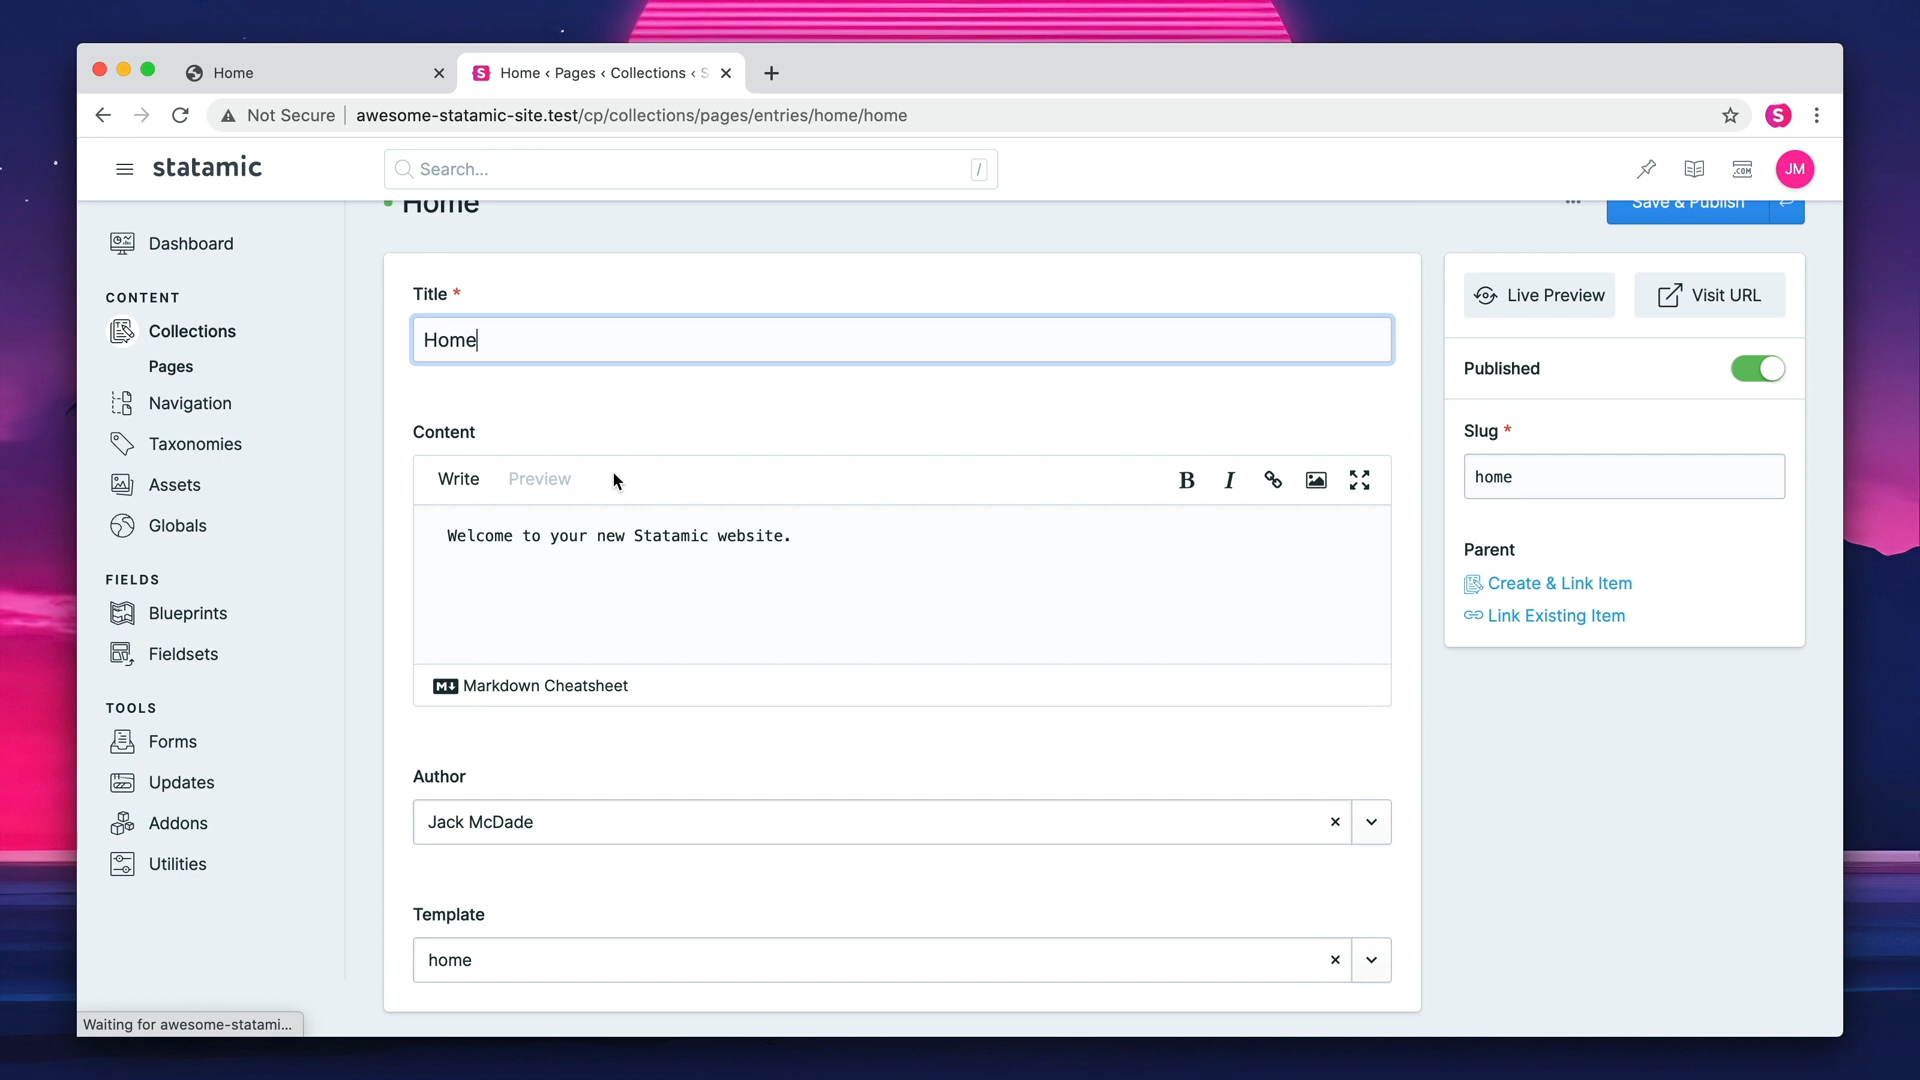 Home
Home ‹ Pages ‹ Collections ‹ S
Not Secure
awesome-statamic-site.test/cp/collections/pages/entries/home/home
S
statamic
Search...
/
.COM
JM
Home
Save & Publish
Dashboard
CONTENT
Collections
Pages
Navigation
Taxonomies
Assets
Globals
FIELDS
Blueprints
Fieldsets
TOOLS
Forms
Updates
Addons
Utilities
Title *
Home
Content
Write Preview
B I
Welcome to your new Statamic website.
M↓ Markdown Cheatsheet
Author
Jack McDade
Template
home
Live Preview
Visit URL
Published
Slug *
home
Parent
Create & Link Item
Link Existing Item
Waiting for awesome-statami...